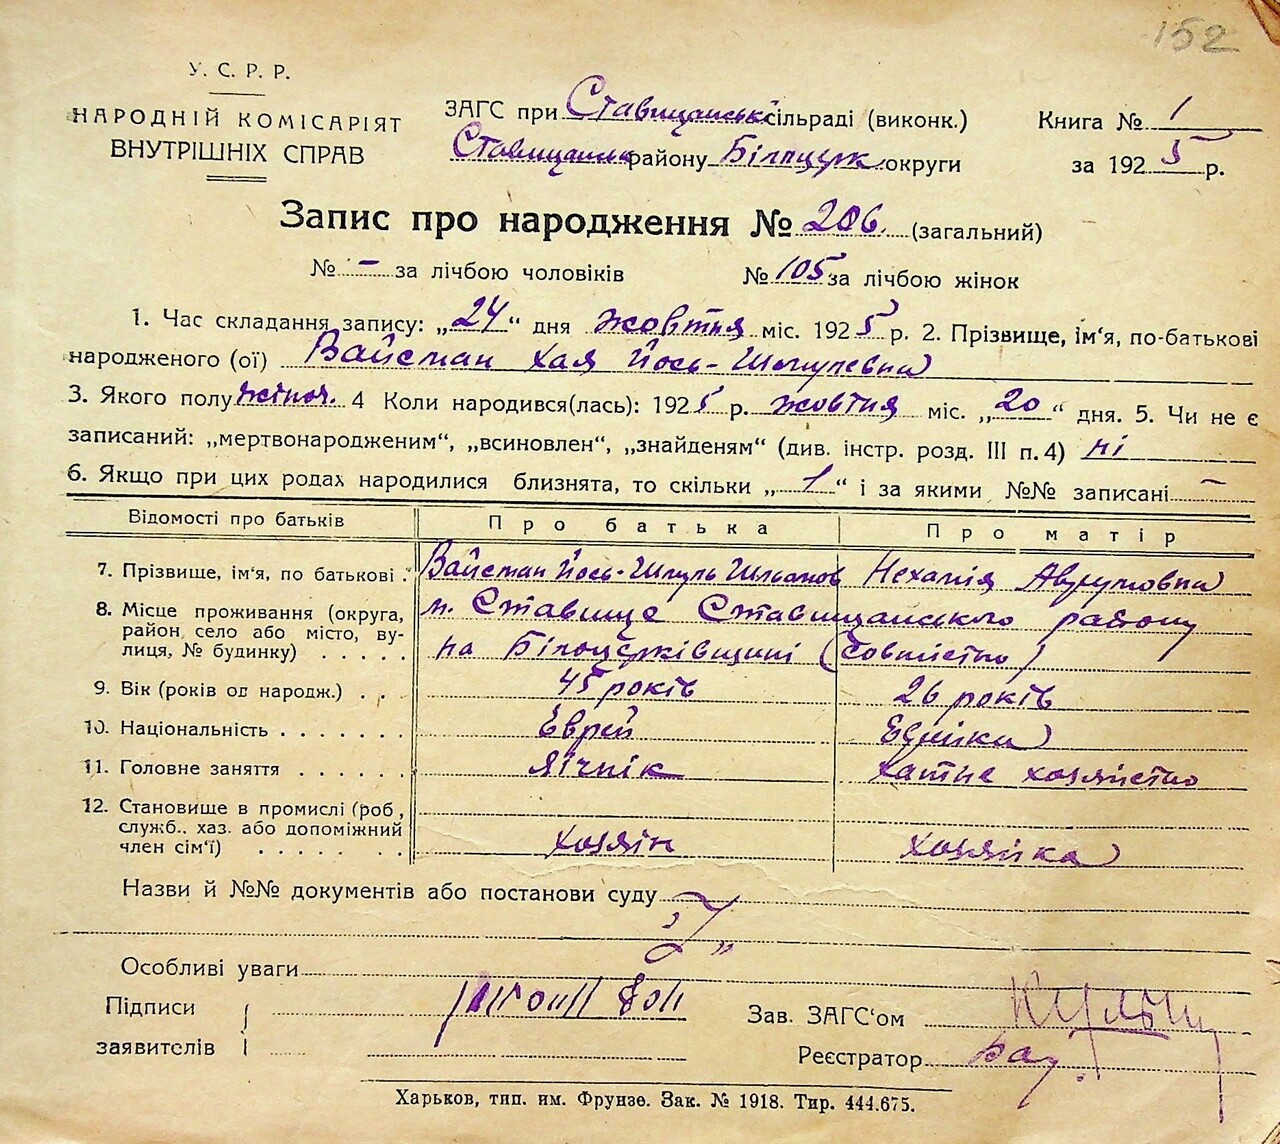 152
У. С. Р. Р.
НАРОДНІЙ КОМІСАРІЯТ
ВНУТРІШНІХ СПРАВ
ЗАГС при Ставищанськ сільраді (виконк.)
Ставищанськ району Білоцерк. округи
Книга № 1
за 1925 р.
Запис про народження № 206 (загальний)
№ – за лічбою чоловіків № 105 за лічбою жінок
1. Час складання запису: „24“ дня жовтня міс. 1925 р. 2. Прізвище, ім‘я, по-батькові
народженого (ої) Вайсман Хая Йось-Шмулевна
3. Якого полу жіноч. 4 Коли народився(лась): 1925 р. жовтня міс. „20“ дня. 5. Чи не є
записаний: „мертвонародженим“, „всиновлен“, „знайденям“ (див. інстр. розд. III п. 4) ні
6. Якщо при цих родах народилися близнята, то скільки „1“ і за якими №№ записані –
Відомості про батьків Про батька Про матір
7. Прізвище, ім‘я, по батькові . Вайсман Йось-Шмуль Нехамія
8. Місце проживання (округа, район, село або місто, вулиця, № будинку) . . . . .
м. Ставище Ставищанського району
на Білоцерківщині (совмістно)
9. Вік (років од народж.) . . . 45 років 26 років
10. Національність . . . . . . . Єврей Єврейка
11. Головне заняття . . . . . . Ячнік хатне хозяйство
12. Становище в промислі (роб, служб.. хаз. або допоміжний член сім‘ї) . . . . . . .
хозяін хозяйка
Назви й №№ документів або постанови суду
Особливі уваги
Підписи
заявителів
Зав. ЗАГС‘ом
Реєстратор
Харьков, тип. им. Фрунзе. Зак. № 1918. Тир. 444.675.